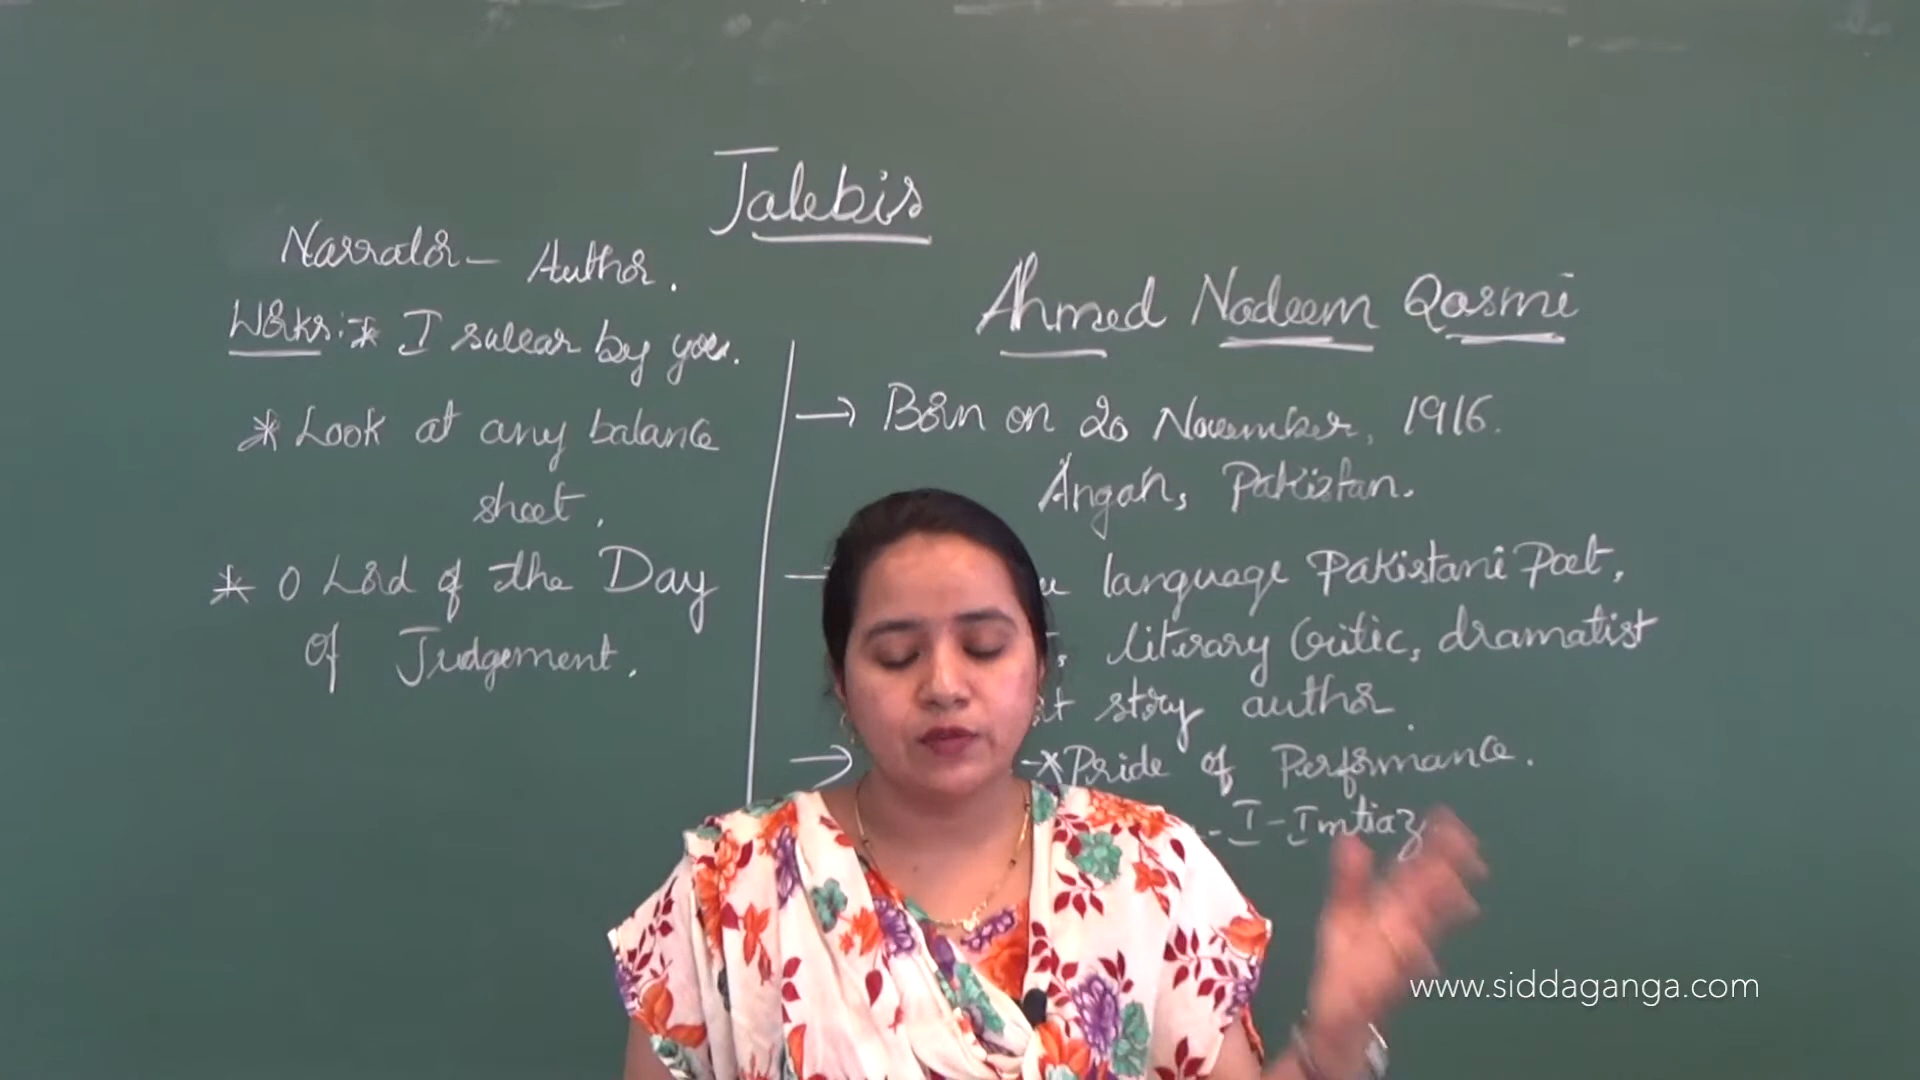 Jalebis
Narrator - Author.
Works:* I swear by you.
* Look at any balance
sheet.
* O Lord of the Day
of Judgement.
Ahmed Nadeem Qasmi
→ Born on 20 November, 1916.
Angah, Pakistan.
language Pakistani Poet,
literary Critic, dramatist
story author.
→ * Pride of Performance.
- I - Imtiaz
www.siddaganga.com